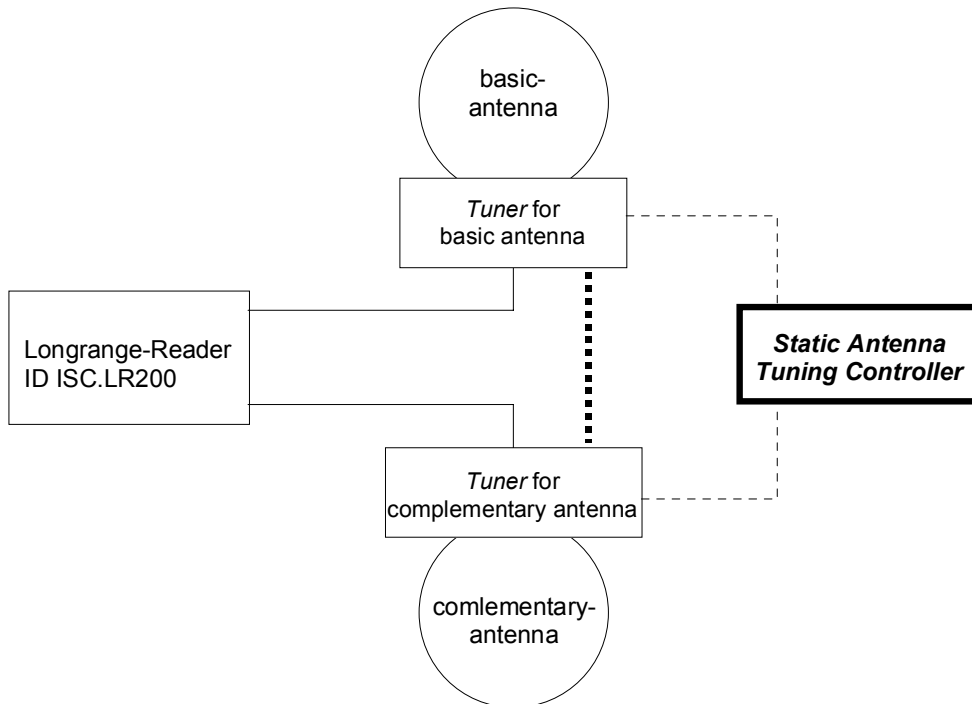 basic-
antenna
Tuner for
basic antenna
Longrange-Reader
ID ISC.LR200
Static Antenna
Tuning Controller
Tuner for
complementary antenna
comlementary-
antenna